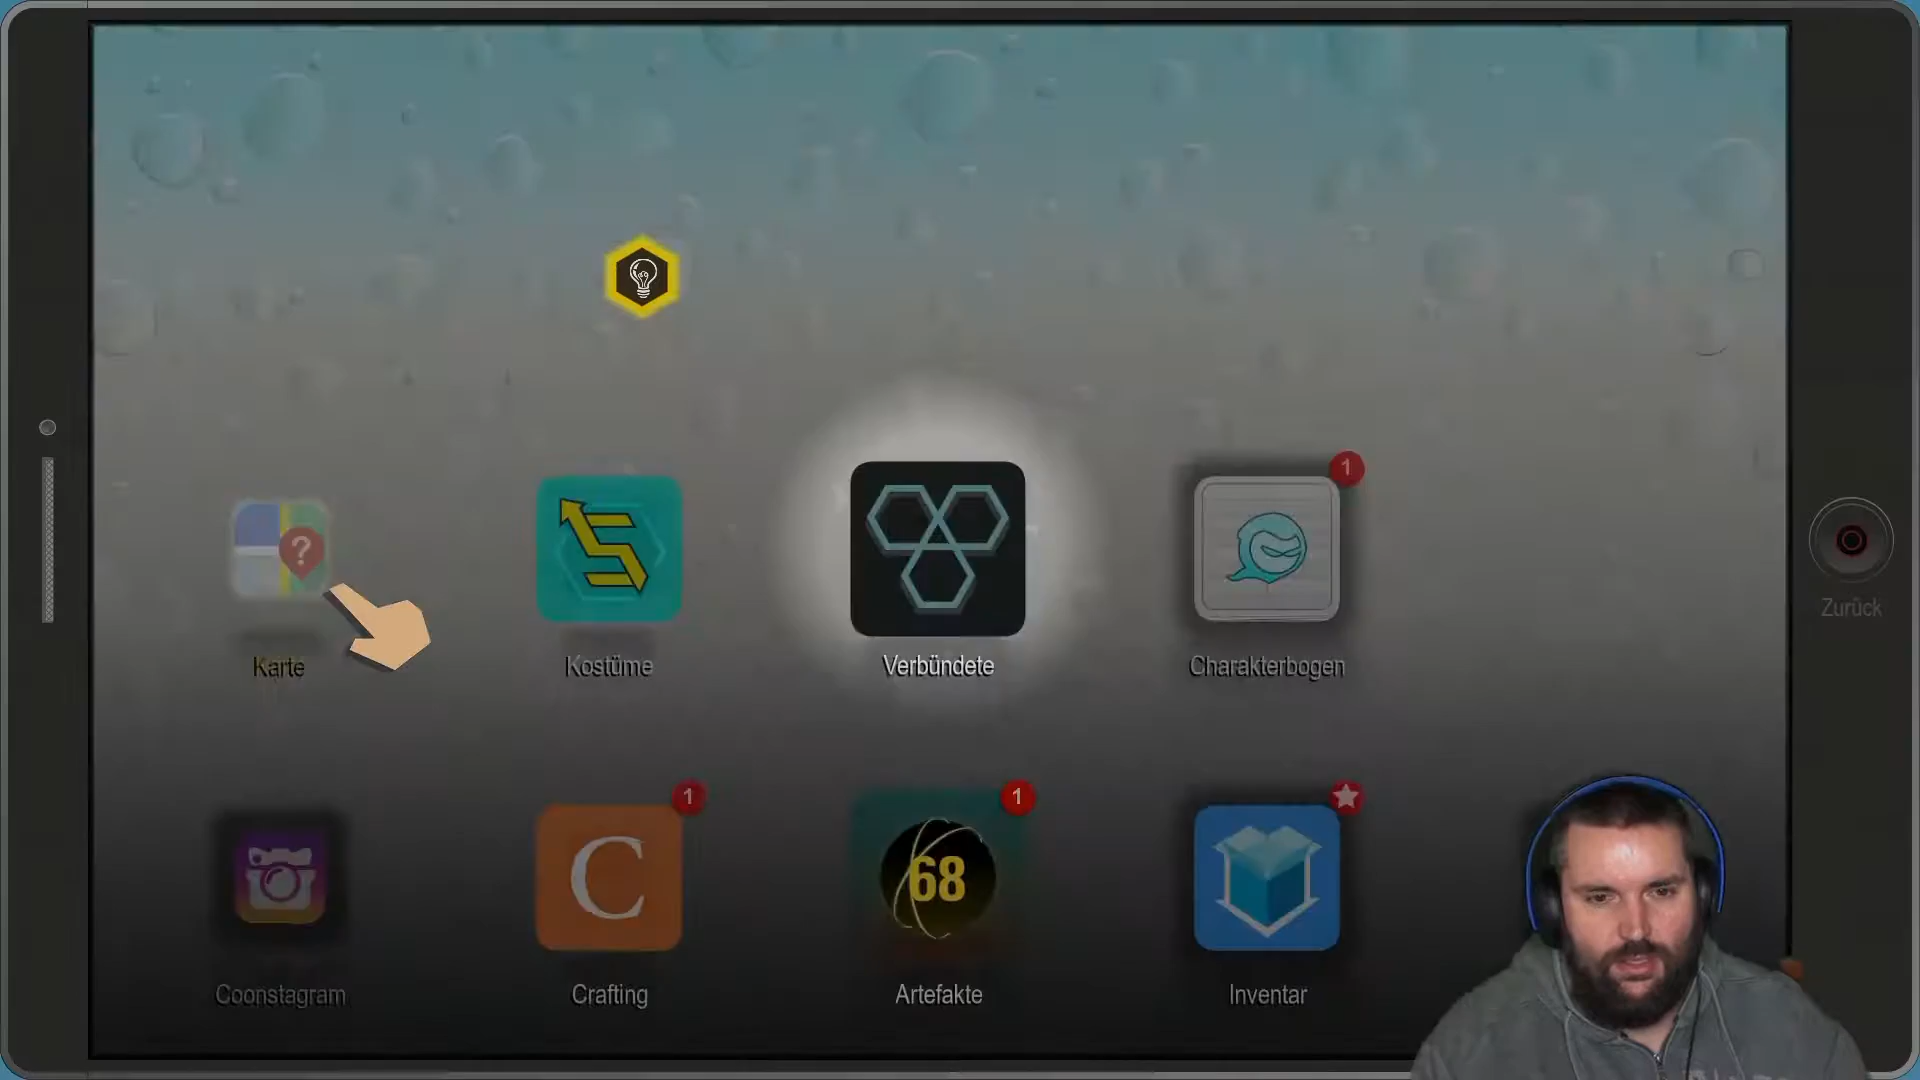 ?
1
Karte
Kostüme
Verbündete
Charakterbogen
Zurück
1
1
C
68
Coonstagram
Crafting
Artefakte
Inventar